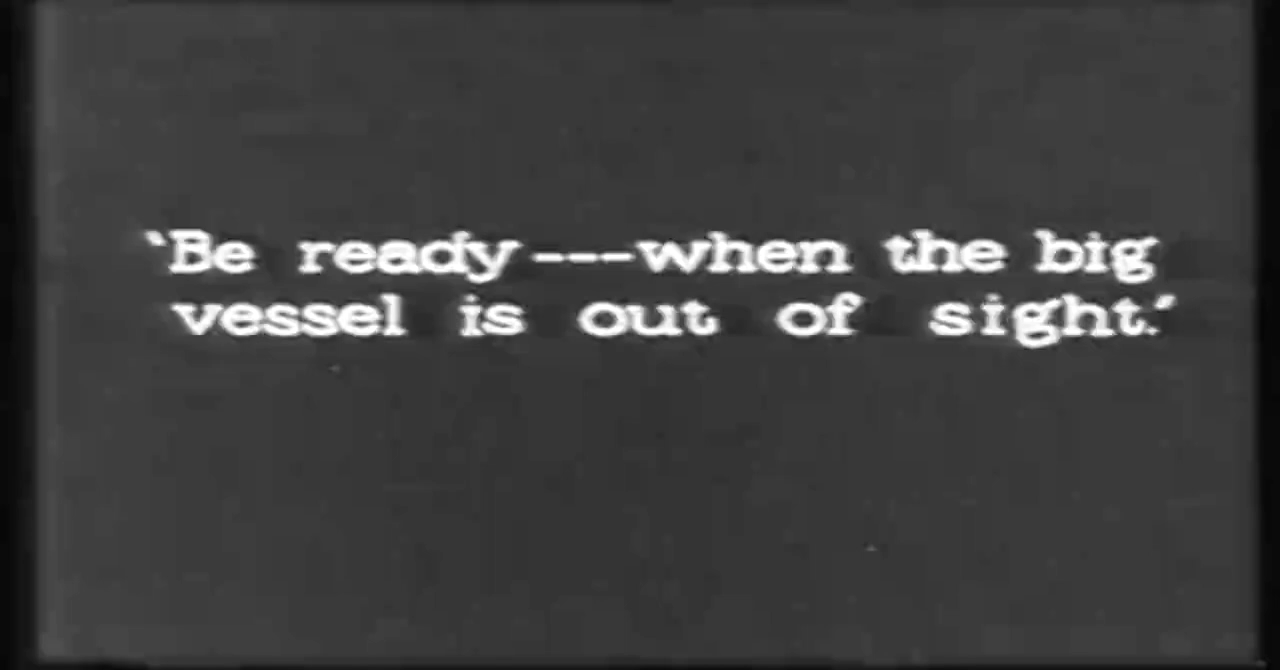 ‘Be ready---when the big
vessel is out of sight.’